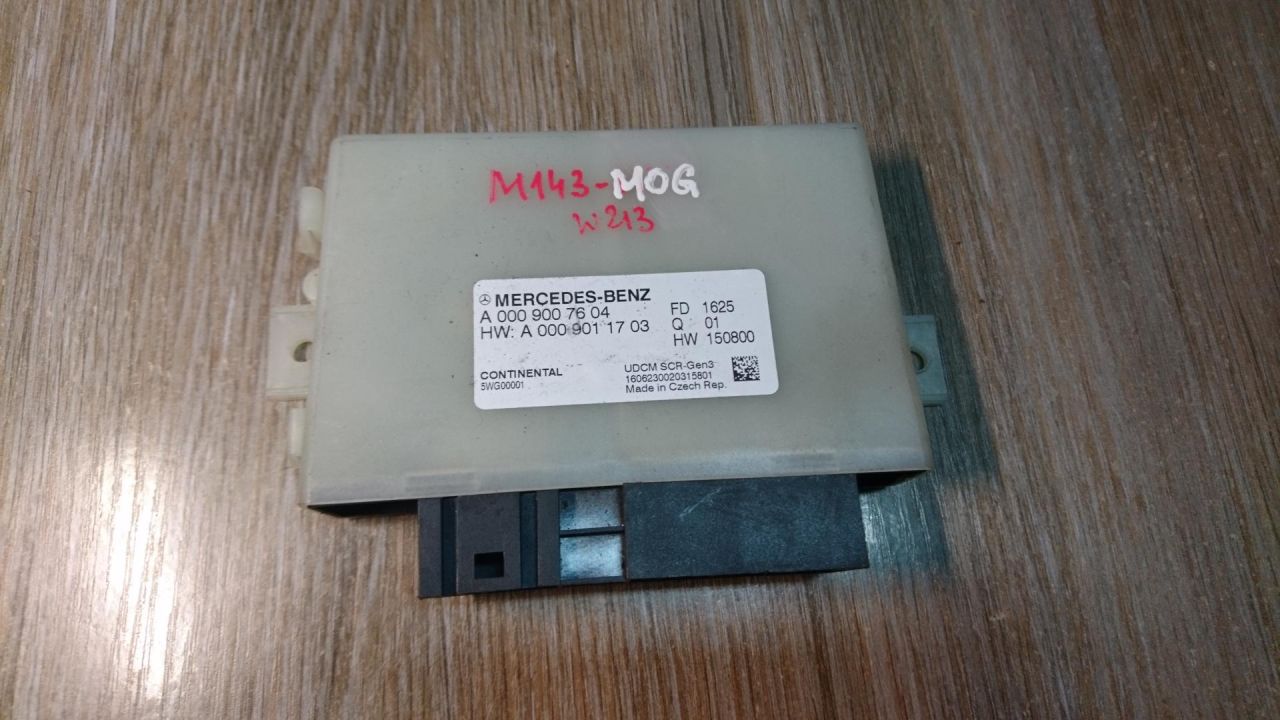 M143-MOG
W213
MERCEDES-BENZ
A 000 900 76 04
HW: A 000 901 17 03
FD 1625
Q 01
HW 150800
CONTINENTAL
5WG00001
UDCM SCR-Gen3
1606230020315801
Made in Czech Rep.